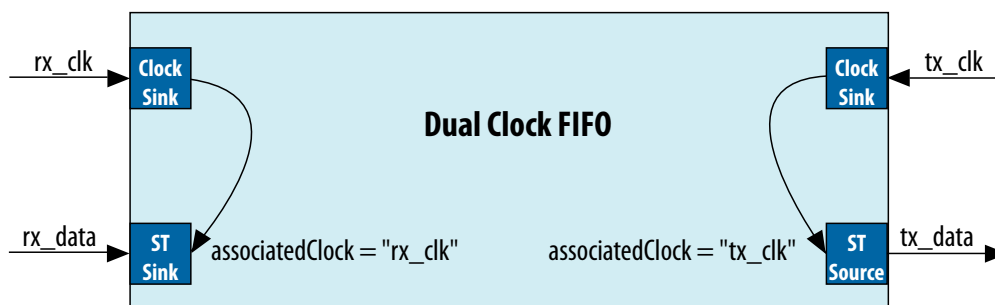 rx_clk
Clock
Sink
Clock
Sink
tx_clk
Dual Clock FIFO
rx_data
ST
Sink
associatedClock = "rx_clk"
associatedClock = "tx_clk"
ST
Source
tx_data